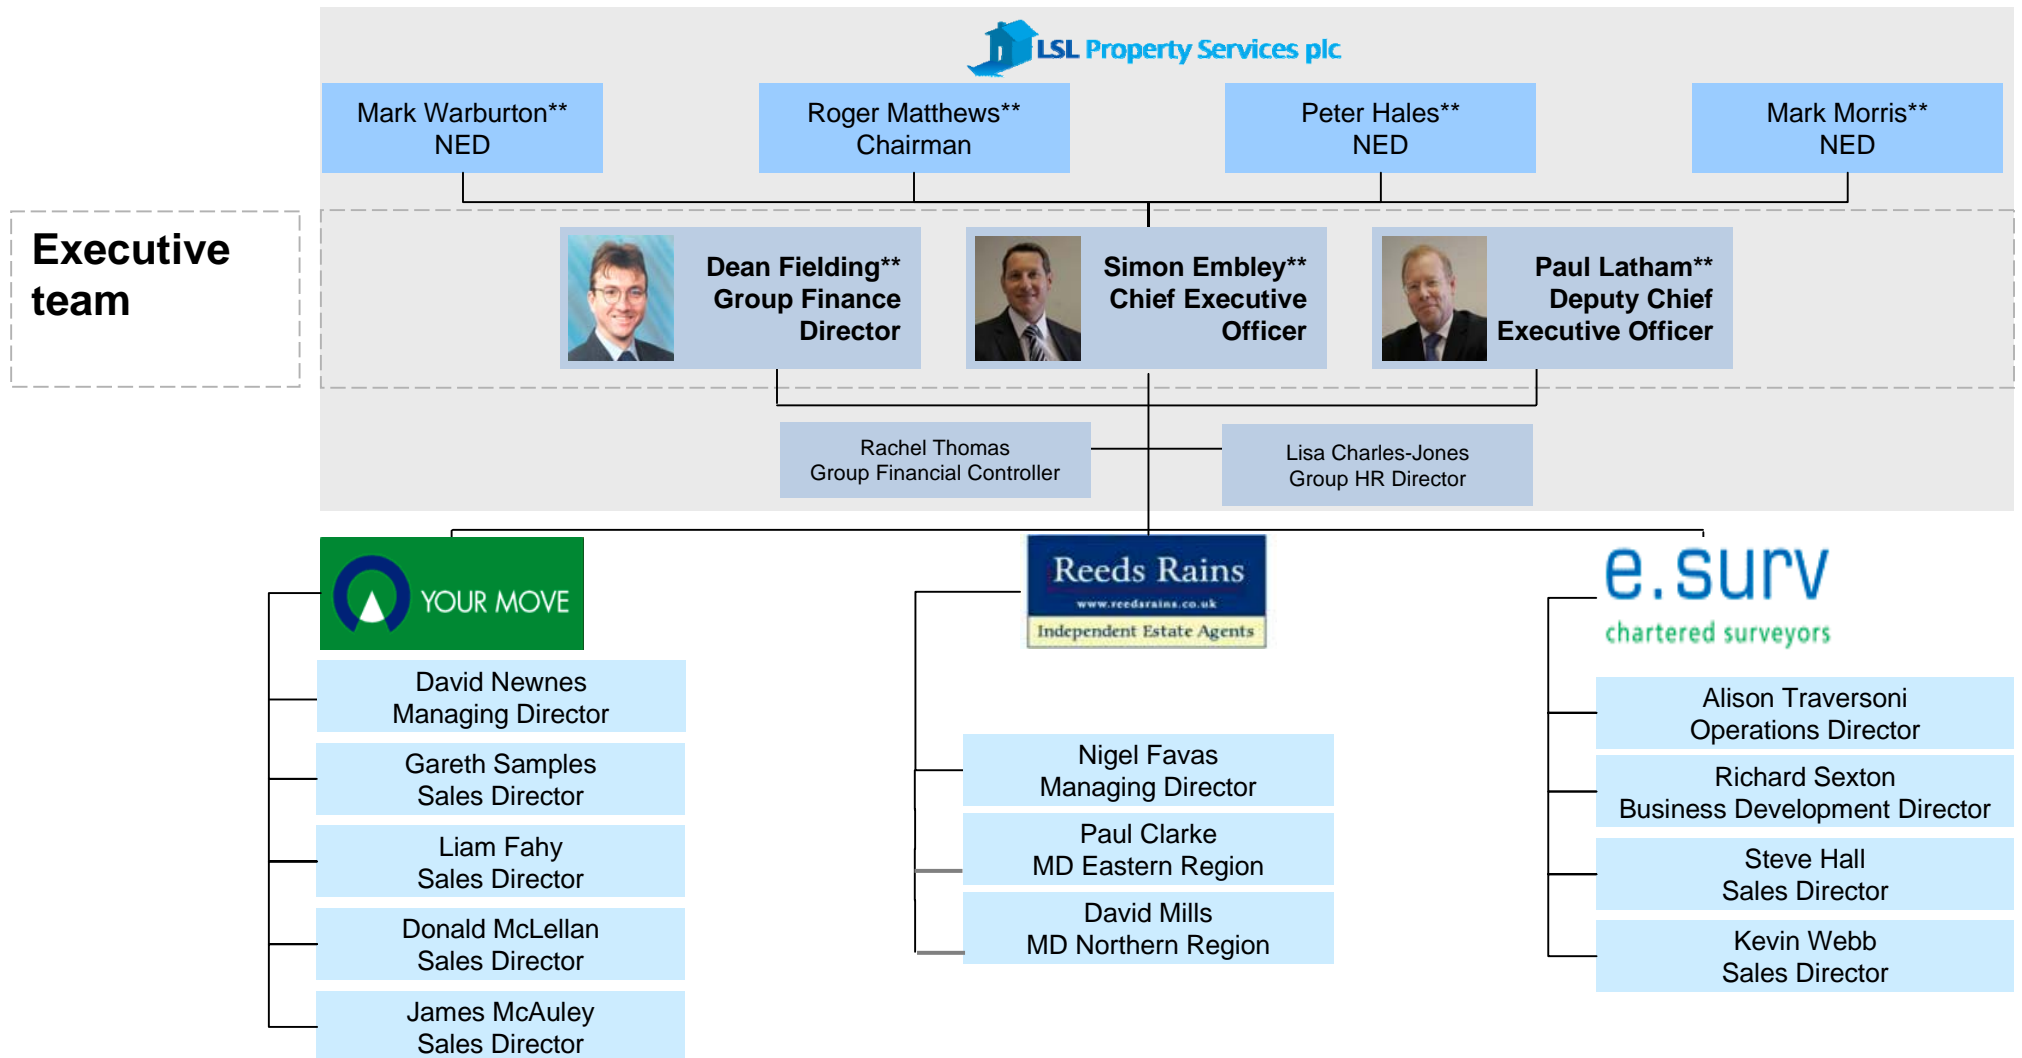 LSL Property Services plc
Mark Warburton**
NED
Roger Matthews**
Chairman
Peter Hales**
NED
Mark Morris**
NED
Executive
team
Dean Fielding**
Group Finance
Director
Simon Embley**
Chief Executive
Officer
Paul Latham**
Deputy Chief
Executive Officer
Rachel Thomas
Group Financial Controller
Lisa Charles-Jones
Group HR Director
YOUR MOVE
David Newnes
Managing Director
Gareth Samples
Sales Director
Liam Fahy
Sales Director
Donald McLellan
Sales Director
James McAuley
Sales Director
Reeds Rains
www.reedsrains.co.uk
Independent Estate Agents
Nigel Favas
Managing Director
Paul Clarke
MD Eastern Region
David Mills
MD Northern Region
e.surv
chartered surveyors
Alison Traversoni
Operations Director
Richard Sexton
Business Development Director
Steve Hall
Sales Director
Kevin Webb
Sales Director